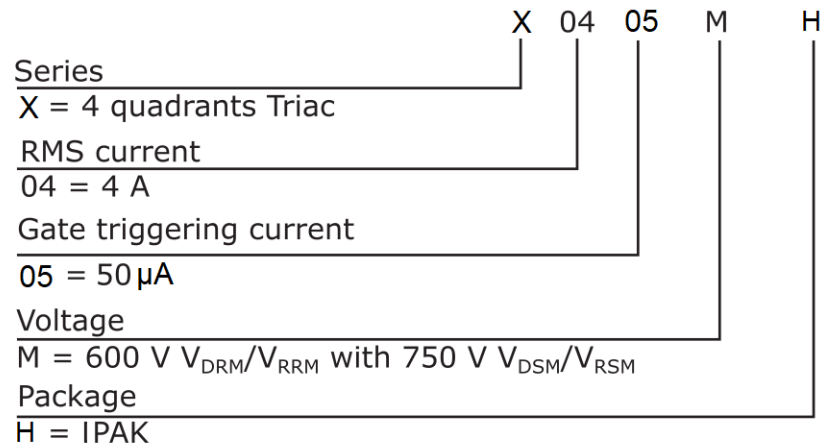 X 04 05 M H
Series
X = 4 quadrants Triac
RMS current
04 = 4 A
Gate triggering current
05 = 50 µA
Voltage
M = 600 V VDRM/VRRM with 750 V VDSM/VRSM
Package
H = IPAK